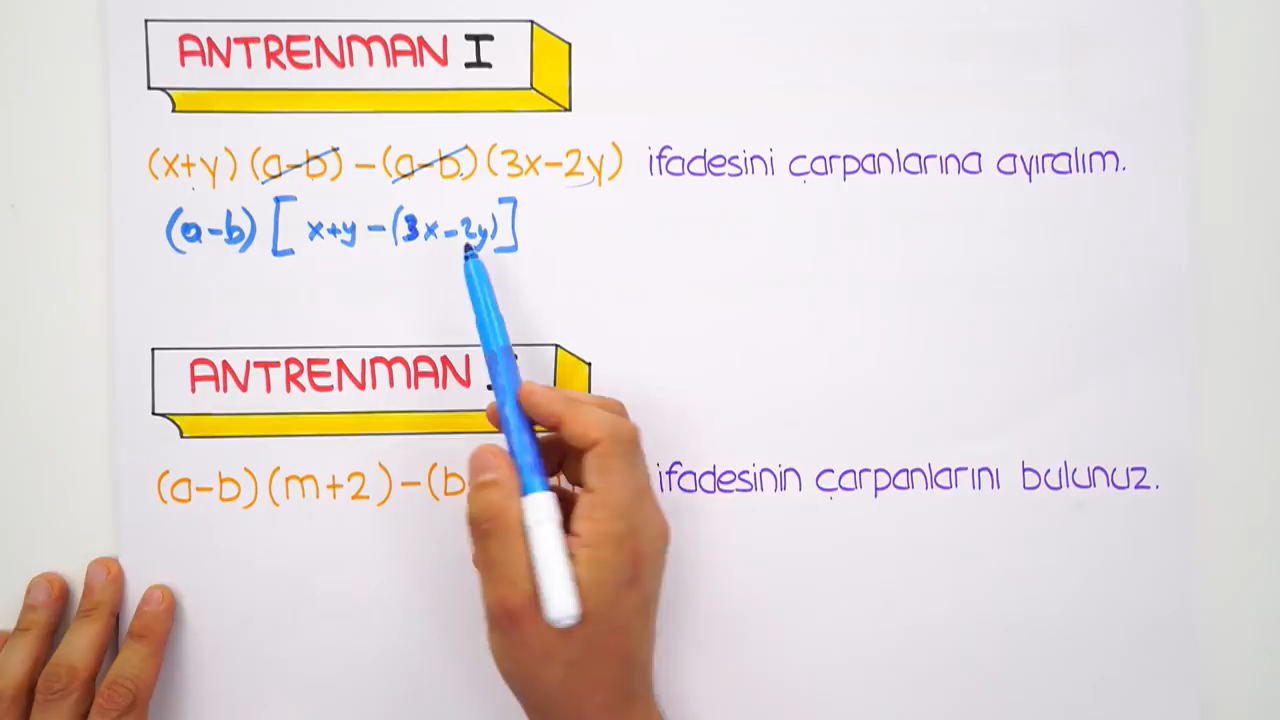 ANTRENMAN I
(x+y)(a-b)-(a-b)(3x-2y) ifadesini çarpanlarına ayıralım.
(a-b)[x+y-(3x-2y)]
ANTRENMAN
(a-b)(m+2)-(b ifadesinin çarpanlarını bulunuz.